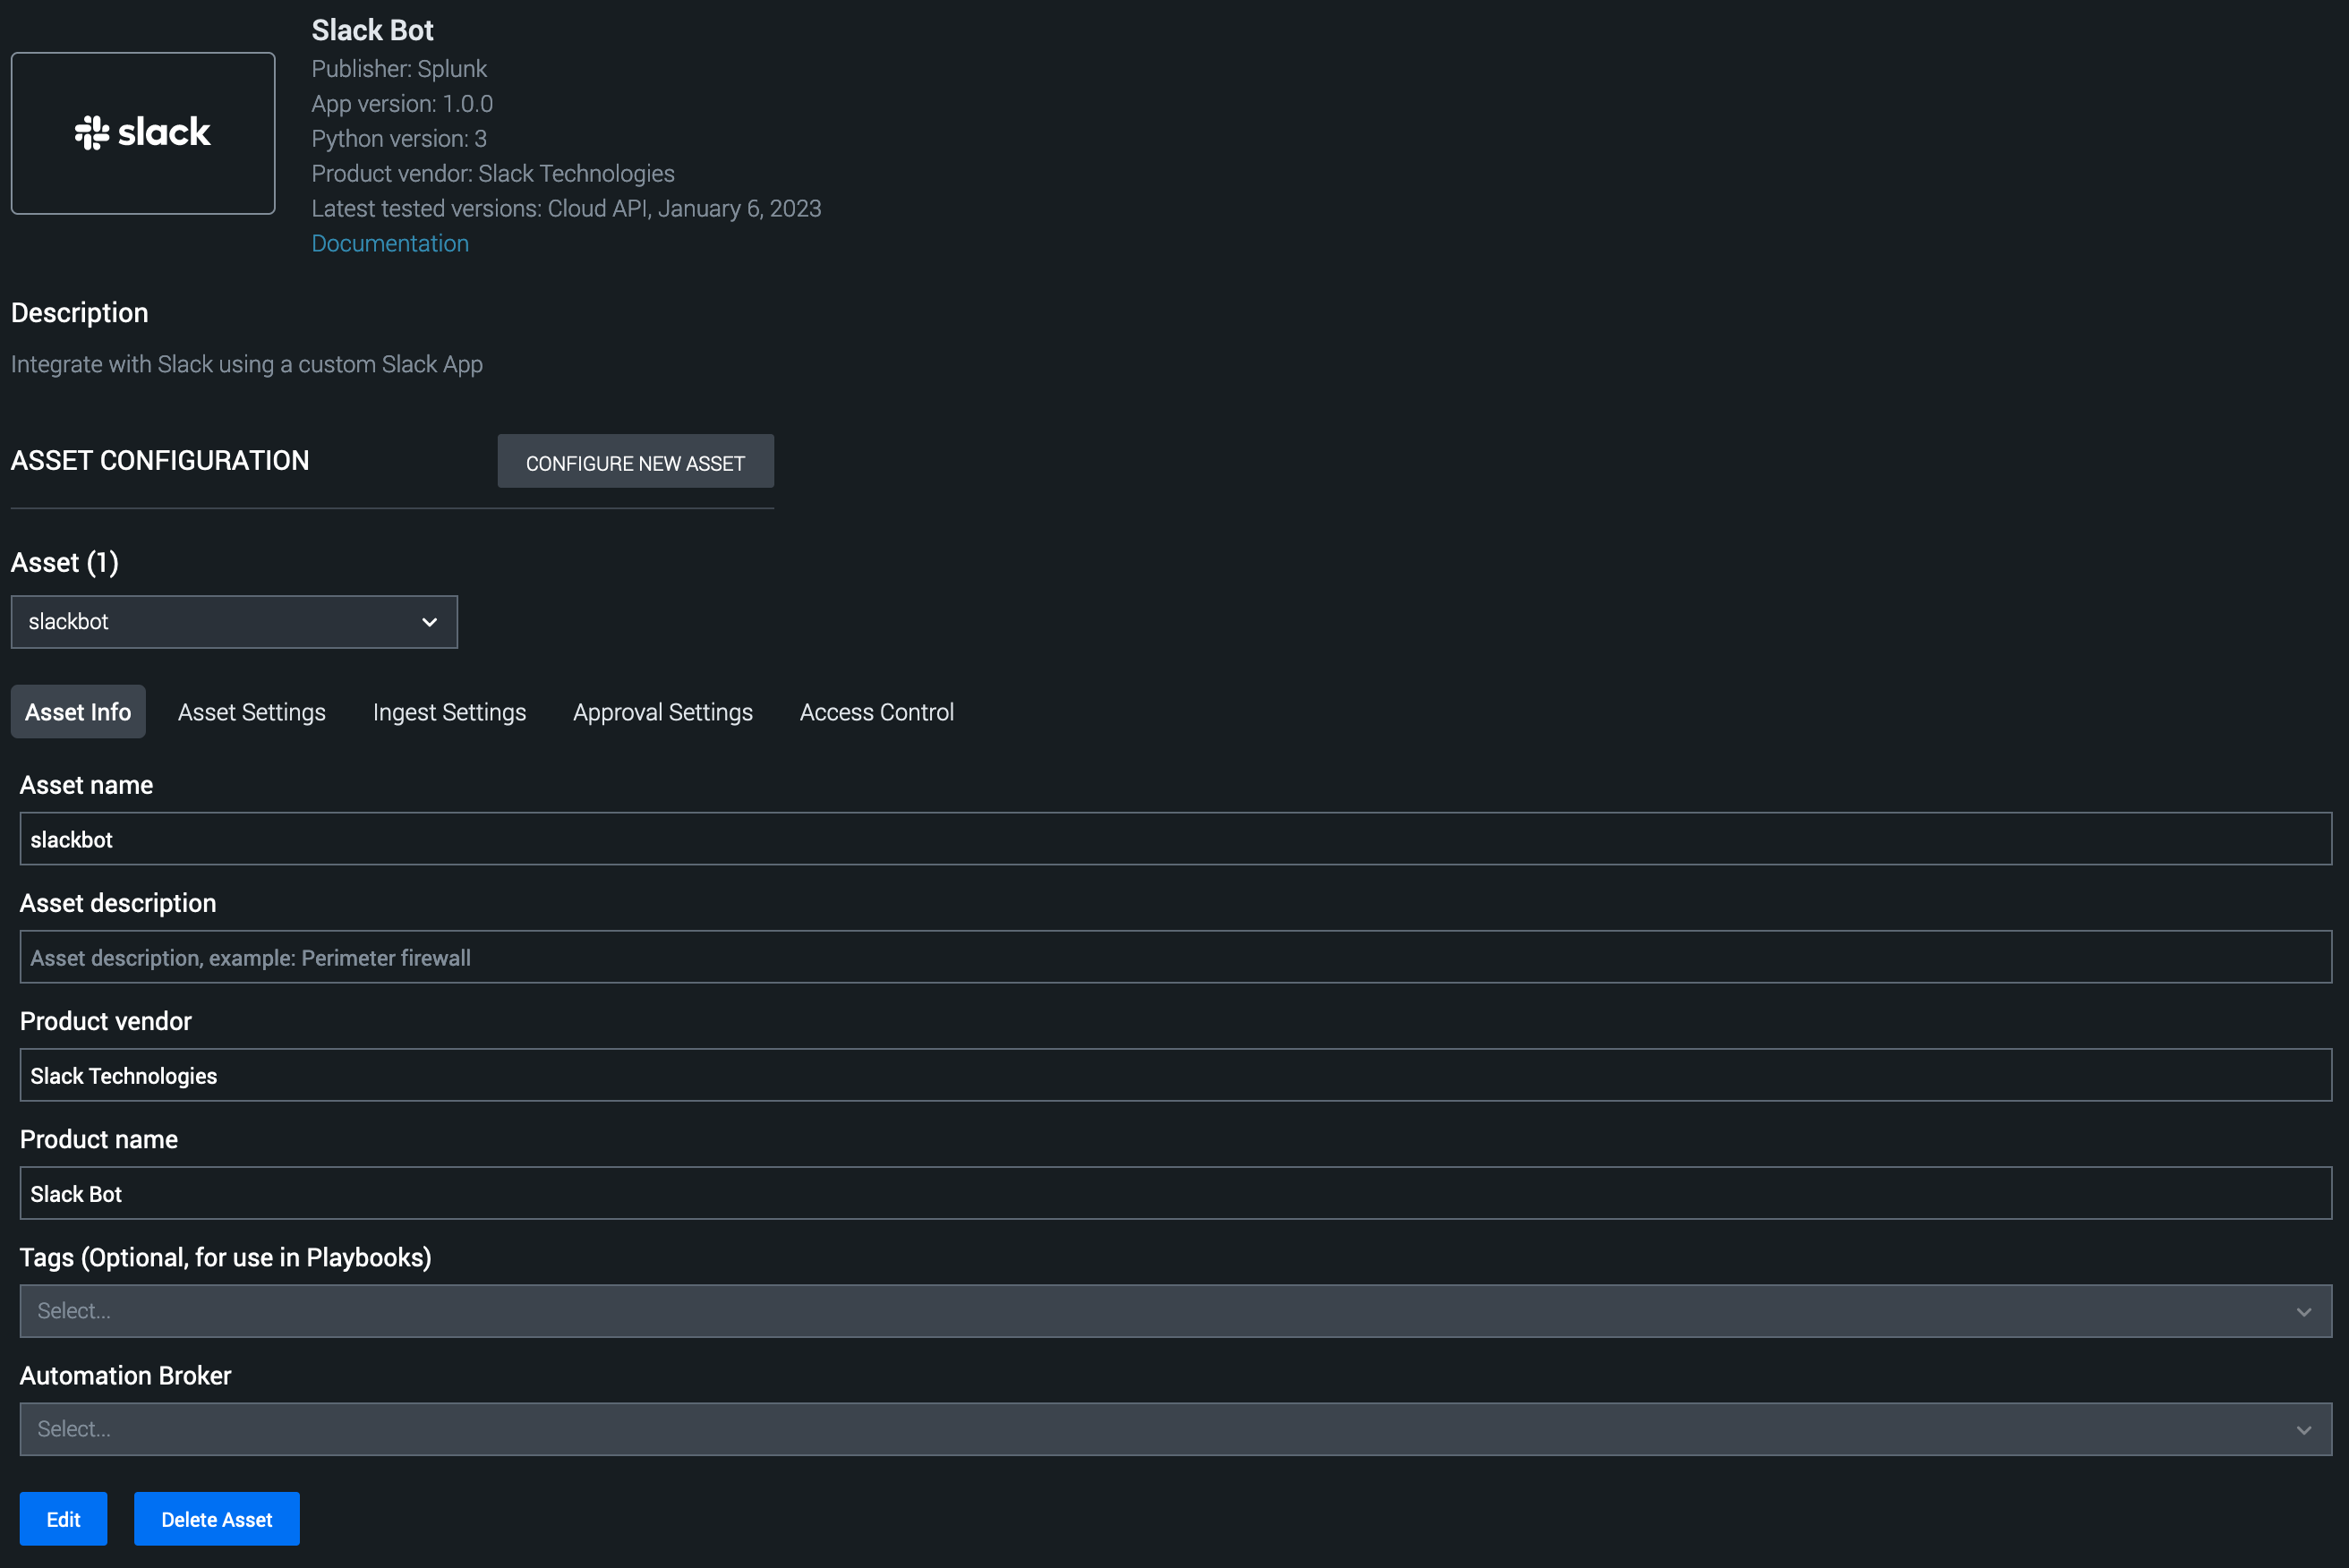 Slack Bot
slack
Publisher: Splunk
App version: 1.0.0
Python version: 3
Product vendor: Slack Technologies
Latest tested versions: Cloud API, January 6, 2023
Documentation
Description
Integrate with Slack using a custom Slack App
ASSET CONFIGURATION
CONFIGURE NEW ASSET
Asset (1)
slackbot
Asset Info Asset Settings Ingest Settings Approval Settings Access Control
Asset name
slackbot
Asset description
Asset description, example: Perimeter firewall
Product vendor
Slack Technologies
Product name
Slack Bot
Tags (Optional, for use in Playbooks)
Select...
Automation Broker
Select...
Edit Delete Asset